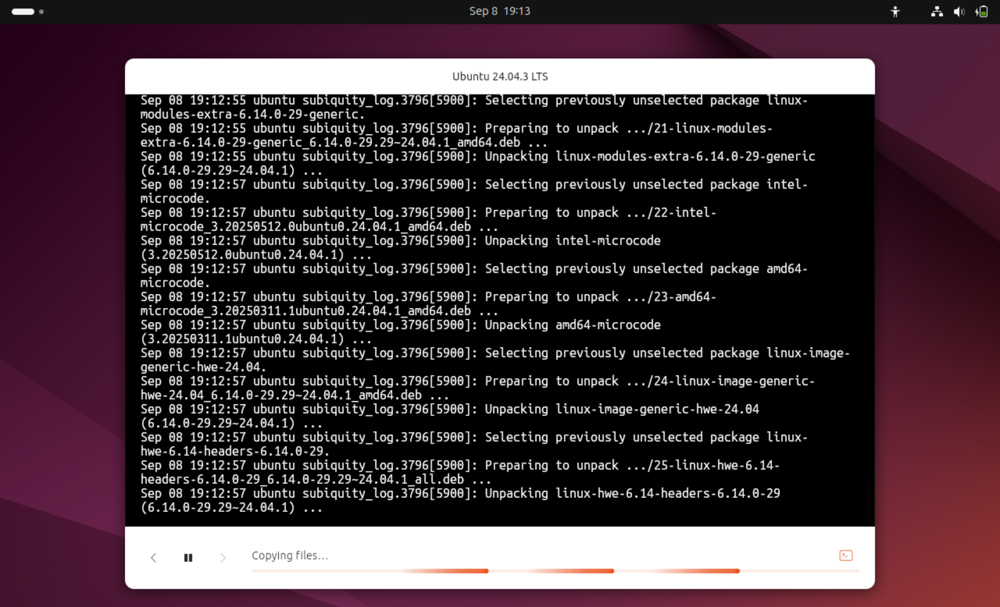 Sep 8 19:13
Ubuntu 24.04.3 LTS
Sep 08 19:12:55 ubuntu subiquity_log.3796[5900]: Selecting previously unselected package linux-
modules-extra-6.14.0-29-generic.
Sep 08 19:12:55 ubuntu subiquity_log.3796[5900]: Preparing to unpack .../21-linux-modules-
extra-6.14.0-29-generic_6.14.0-29.29~24.04.1_amd64.deb ...
Sep 08 19:12:55 ubuntu subiquity_log.3796[5900]: Unpacking linux-modules-extra-6.14.0-29-generic
(6.14.0-29.29~24.04.1) ...
Sep 08 19:12:57 ubuntu subiquity_log.3796[5900]: Selecting previously unselected package intel-
microcode.
Sep 08 19:12:57 ubuntu subiquity_log.3796[5900]: Preparing to unpack .../22-intel-
microcode_3.20250512.0ubuntu0.24.04.1_amd64.deb ...
Sep 08 19:12:57 ubuntu subiquity_log.3796[5900]: Unpacking intel-microcode
(3.20250512.0ubuntu0.24.04.1) ...
Sep 08 19:12:57 ubuntu subiquity_log.3796[5900]: Selecting previously unselected package amd64-
microcode.
Sep 08 19:12:57 ubuntu subiquity_log.3796[5900]: Preparing to unpack .../23-amd64-
microcode_3.20250311.1ubuntu0.24.04.1_amd64.deb ...
Sep 08 19:12:57 ubuntu subiquity_log.3796[5900]: Unpacking amd64-microcode
(3.20250311.1ubuntu0.24.04.1) ...
Sep 08 19:12:57 ubuntu subiquity_log.3796[5900]: Selecting previously unselected package linux-image-
generic-hwe-24.04.
Sep 08 19:12:57 ubuntu subiquity_log.3796[5900]: Preparing to unpack .../24-linux-image-generic-
hwe-24.04_6.14.0-29.29~24.04.1_amd64.deb ...
Sep 08 19:12:57 ubuntu subiquity_log.3796[5900]: Unpacking linux-image-generic-hwe-24.04
(6.14.0-29.29~24.04.1) ...
Sep 08 19:12:57 ubuntu subiquity_log.3796[5900]: Selecting previously unselected package linux-
hwe-6.14-headers-6.14.0-29.
Sep 08 19:12:57 ubuntu subiquity_log.3796[5900]: Preparing to unpack .../25-linux-hwe-6.14-
headers-6.14.0-29_6.14.0-29.29~24.04.1_all.deb ...
Sep 08 19:12:57 ubuntu subiquity_log.3796[5900]: Unpacking linux-hwe-6.14-headers-6.14.0-29
(6.14.0-29.29~24.04.1) ...
Copying files...